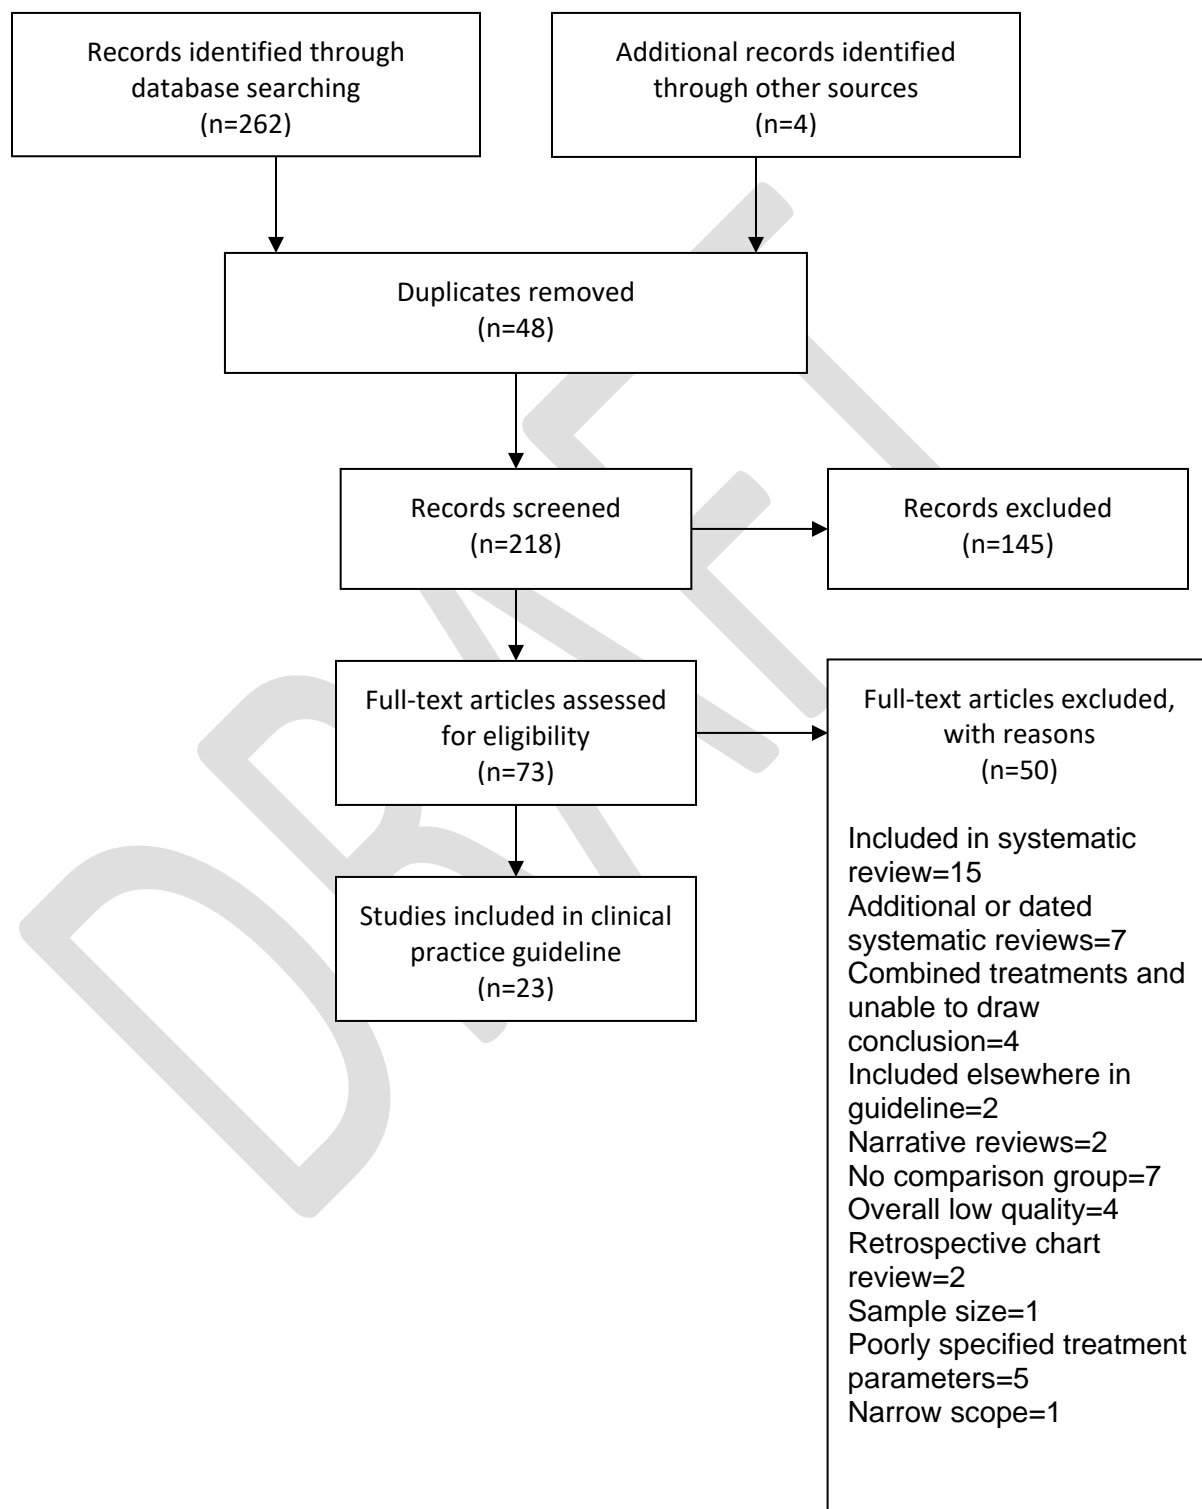 Records identified through
database searching
(n=262)
Additional records identified
through other sources
(n=4)
Duplicates removed
(n=48)
Records screened
(n=218)
Records excluded
(n=145)
Full-text articles assessed
for eligibility
(n=73)
Full-text articles excluded,
with reasons
(n=50)
Included in systematic
review=15
Additional or dated
systematic reviews=7
Combined treatments and
unable to draw
conclusion=4
Included elsewhere in
guideline=2
Narrative reviews=2
No comparison group=7
Overall low quality=4
Retrospective chart
review=2
Sample size=1
Poorly specified treatment
parameters=5
Narrow scope=1
Studies included in clinical
practice guideline
(n=23)
DRAFT